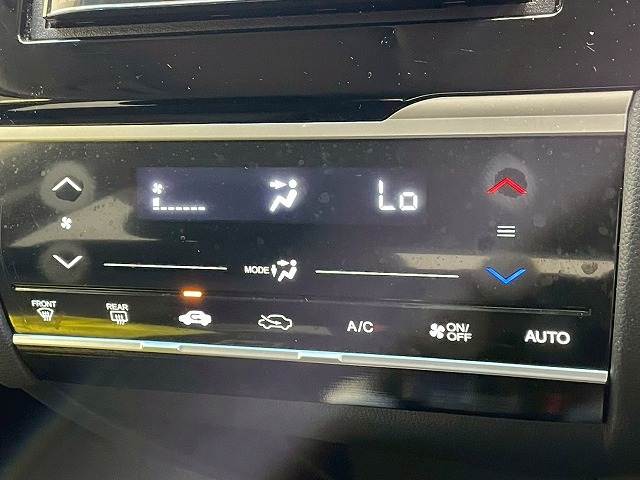 Lo
MODE
FRONT
REAR
A/C
ON/
OFF
AUTO